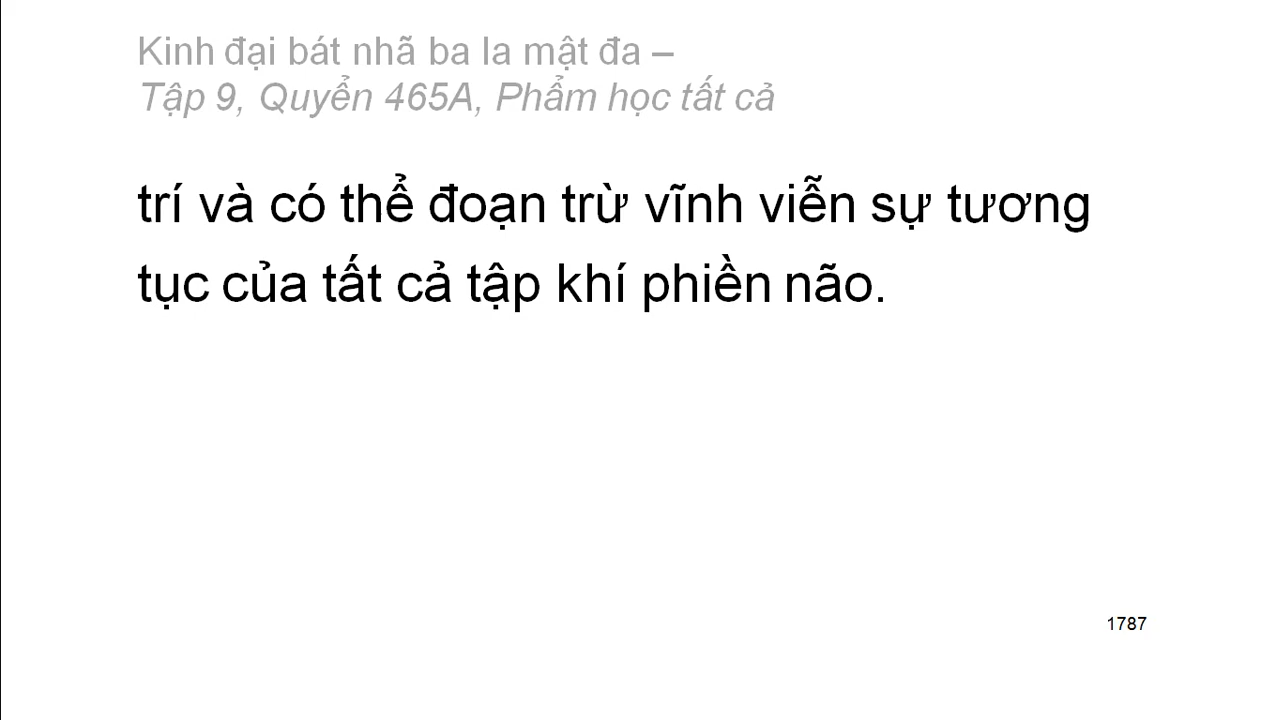 Kinh đại bát nhã ba la mật đa –
Tập 9, Quyển 465A, Phẩm học tất cả
trí và có thể đoạn trừ vĩnh viễn sự tương
tục của tất cả tập khí phiền não.
1787